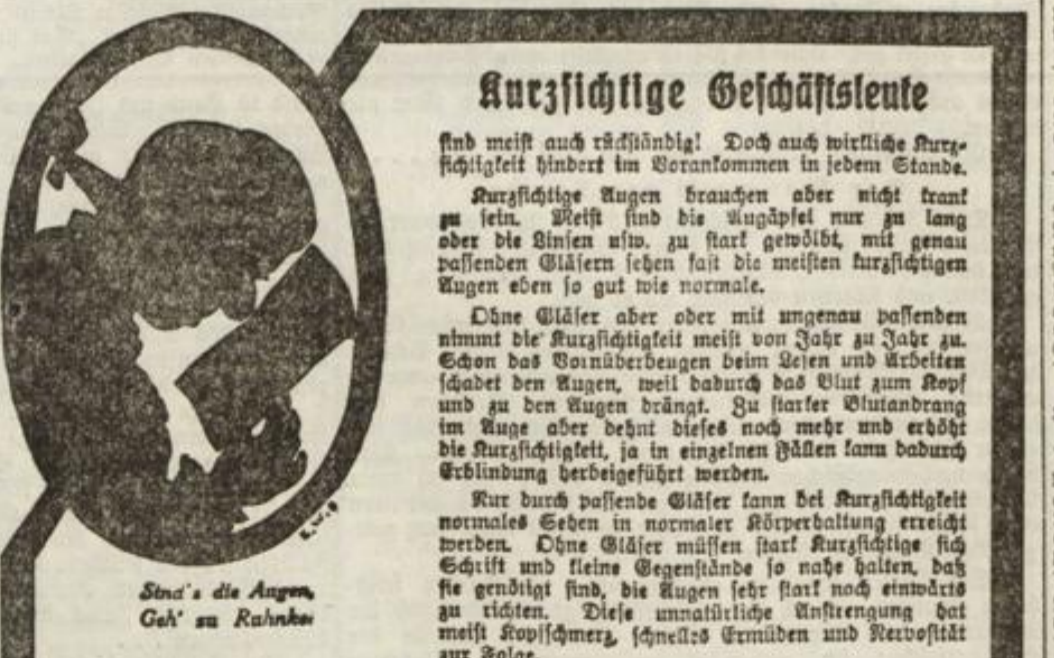 Kurzsichtige Geschäftsleute
sind meist auch rückständig! Doch auch wirkliche Kurz-
sichtigkeit hindert im Vorankommen in jedem Stande.
Kurzsichtige Augen brauchen aber nicht krank
zu sein. Meist sind die Augäpfel nur zu lang
oder die Linsen usw. zu stark gewölbt, mit genau
passenden Gläsern sehen fast die meisten kurzsichtigen
Augen eben so gut wie normale.
Ohne Gläser aber oder mit ungenau passenden
nimmt die Kurzsichtigkeit meist von Jahr zu Jahr zu.
Schon das Vornüberbeugen beim Lesen und Arbeiten
schadet den Augen, weil dadurch das Blut zum Kopf
und zu den Augen drängt. Zu starker Blutandrang
im Auge aber dehnt dieses noch mehr und erhöht
die Kurzsichtigkeit, ja in einzelnen Fällen kann dadurch
Erblindung herbeigeführt werden.
Nur durch passende Gläser kann bei Kurzsichtigkeit
normales Sehen in normaler Körperhaltung erreicht
werden. Ohne Gläser müssen stark Kurzsichtige sich
Schrift und kleine Gegenstände so nahe halten, daß
sie genötigt sind, die Augen sehr stark nach einwärts
zu richten. Diese unnatürliche Anstrengung hat
meist Kopfschmerz, schnelles Ermüden und Nervosität
zur Folge.
Sind's die Augen,
Geh' zu Rahnke